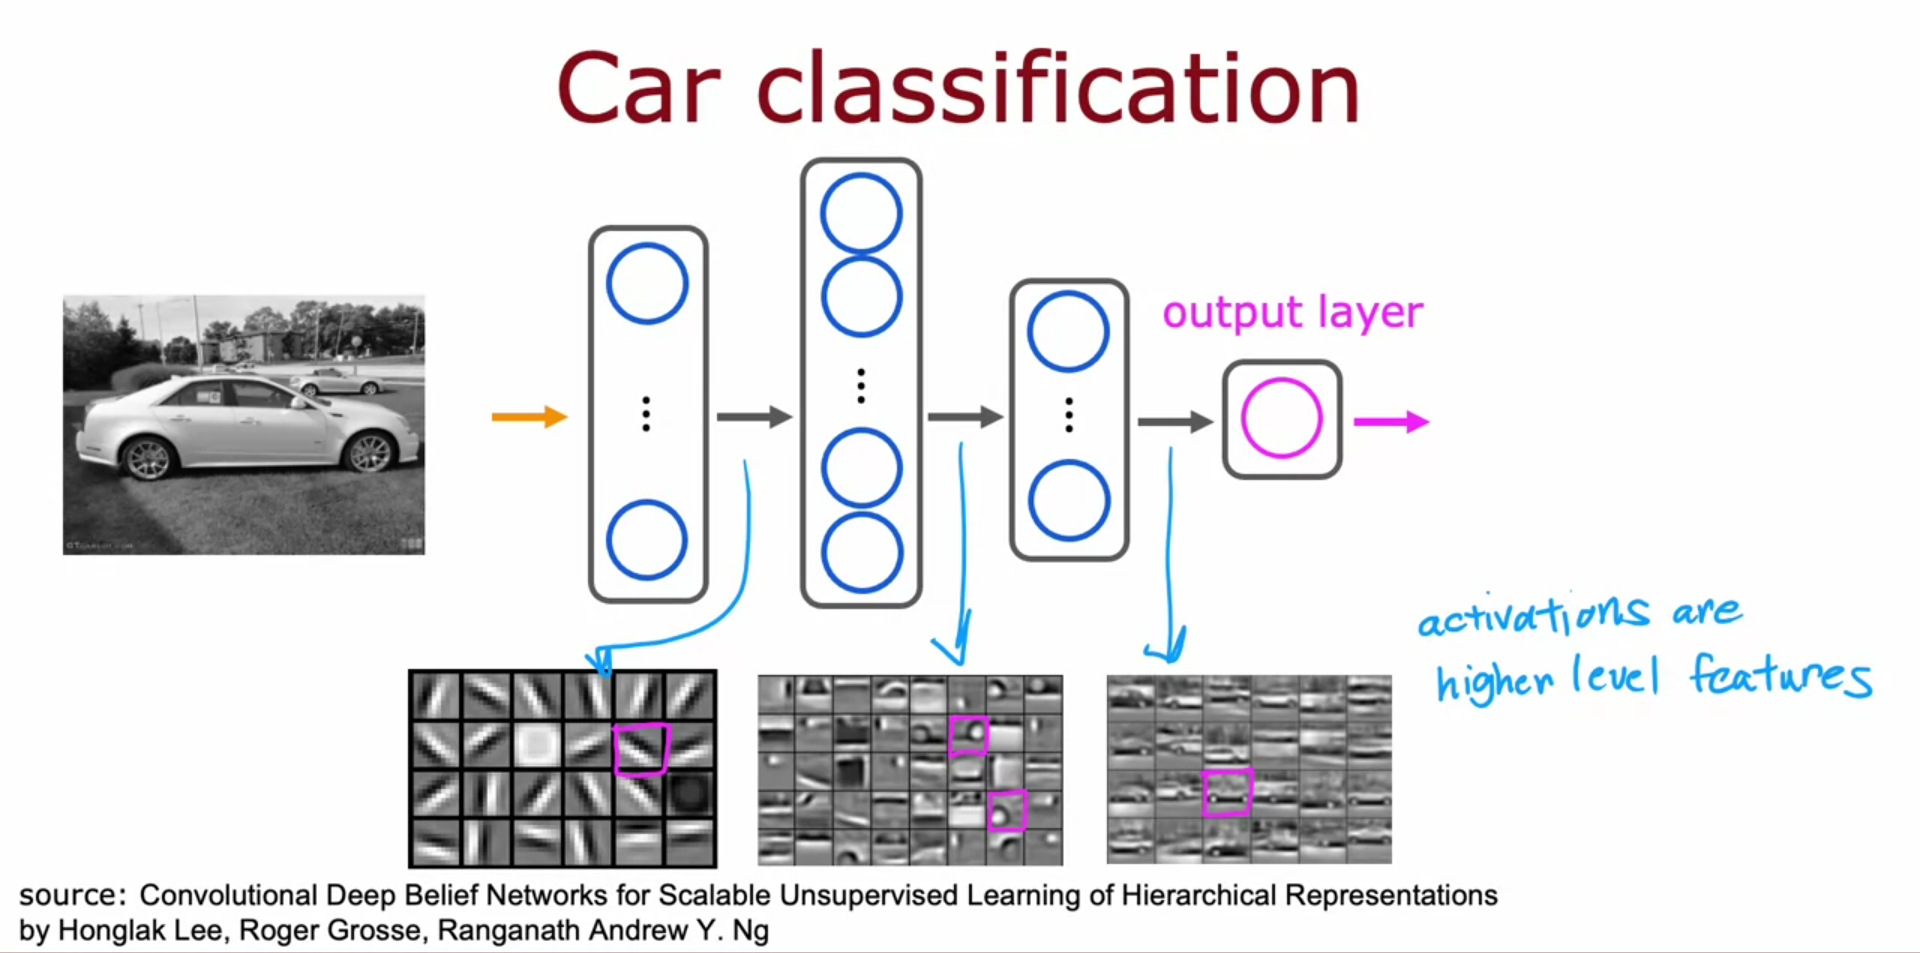 Car classification
output layer
activations are
higher level features
source: Convolutional Deep Belief Networks for Scalable Unsupervised Learning of Hierarchical Representations
by Honglak Lee, Roger Grosse, Ranganath Andrew Y. Ng